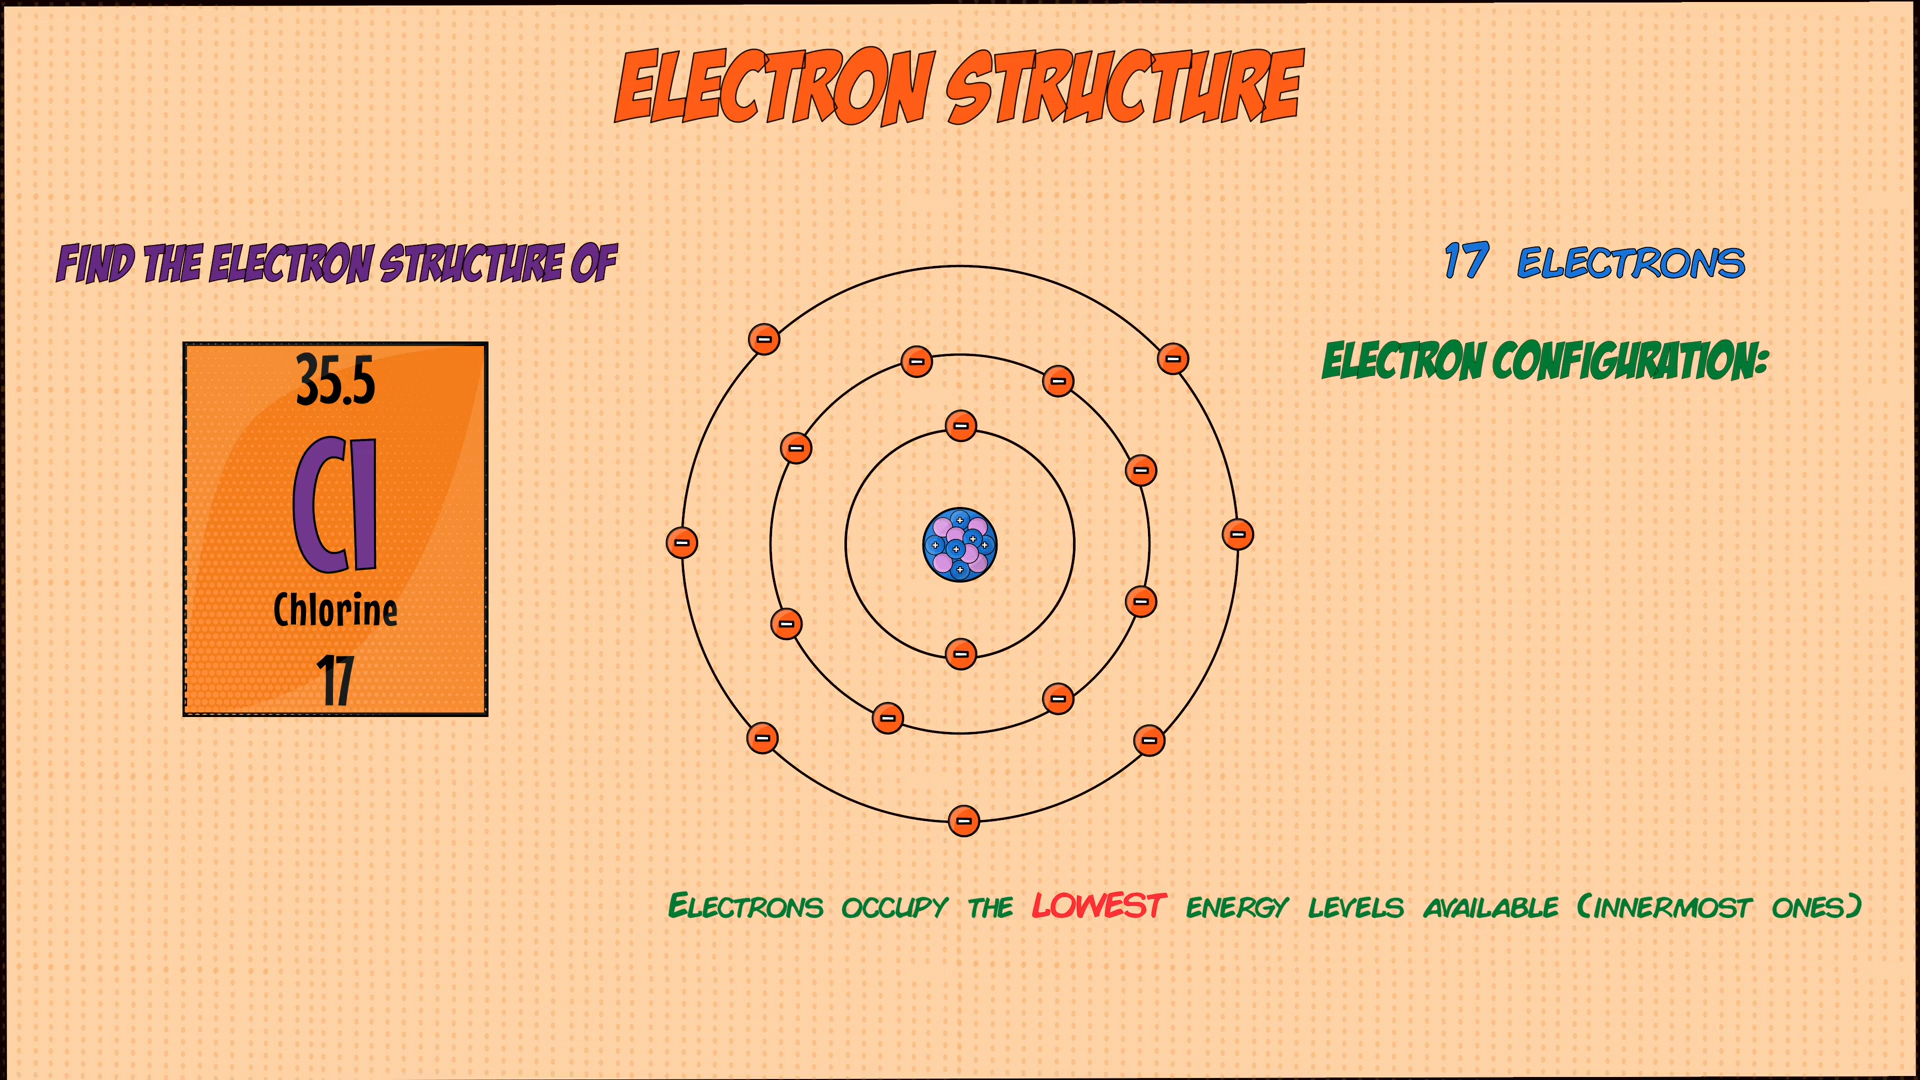 ELECTRON STRUCTURE
FIND THE ELECTRON STRUCTURE OF
35.5
Cl
Chlorine
17
17 ELECTRONS
ELECTRON CONFIGURATION:
ELECTRONS OCCUPY THE LOWEST ENERGY LEVELS AVAILABLE (INNERMOST ONES)